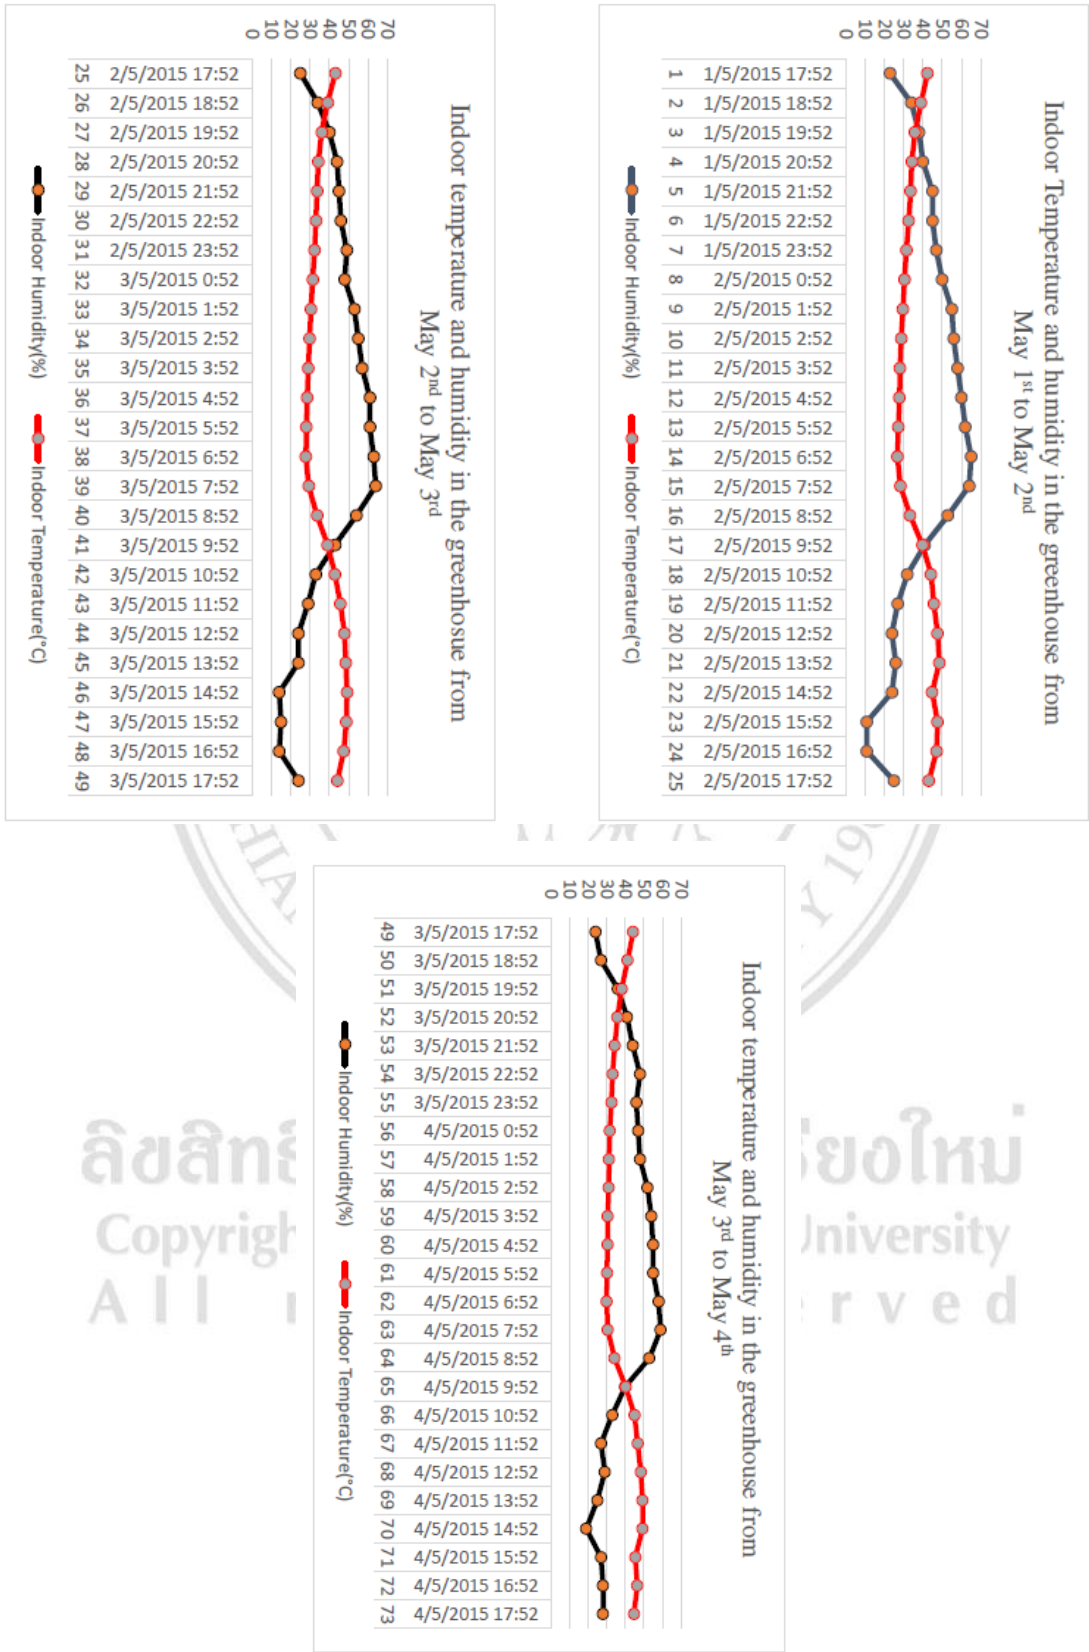 Indoor Temperature and humidity in the greenhouse from
May 1st to May 2nd
70
60
50
40
30
20
10
0
1 1/5/2015 17:52
2 1/5/2015 18:52
3 1/5/2015 19:52
4 1/5/2015 20:52
5 1/5/2015 21:52
6 1/5/2015 22:52
7 1/5/2015 23:52
8 2/5/2015 0:52
9 2/5/2015 1:52
10 2/5/2015 2:52
11 2/5/2015 3:52
12 2/5/2015 4:52
13 2/5/2015 5:52
14 2/5/2015 6:52
15 2/5/2015 7:52
16 2/5/2015 8:52
17 2/5/2015 9:52
18 2/5/2015 10:52
19 2/5/2015 11:52
20 2/5/2015 12:52
21 2/5/2015 13:52
22 2/5/2015 14:52
23 2/5/2015 15:52
24 2/5/2015 16:52
25 2/5/2015 17:52
Indoor Humidity(%) Indoor Temperature(°C)
Indoor temperature and humidity in the greenhosue from
May 2nd to May 3rd
70
60
50
40
30
20
10
0
25 2/5/2015 17:52
26 2/5/2015 18:52
27 2/5/2015 19:52
28 2/5/2015 20:52
29 2/5/2015 21:52
30 2/5/2015 22:52
31 2/5/2015 23:52
32 3/5/2015 0:52
33 3/5/2015 1:52
34 3/5/2015 2:52
35 3/5/2015 3:52
36 3/5/2015 4:52
37 3/5/2015 5:52
38 3/5/2015 6:52
39 3/5/2015 7:52
40 3/5/2015 8:52
41 3/5/2015 9:52
42 3/5/2015 10:52
43 3/5/2015 11:52
44 3/5/2015 12:52
45 3/5/2015 13:52
46 3/5/2015 14:52
47 3/5/2015 15:52
48 3/5/2015 16:52
49 3/5/2015 17:52
Indoor Humidity(%) Indoor Temperature(°C)
Indoor temperature and humidity in the greenhouse from
May 3rd to May 4th
70
60
50
40
30
20
10
0
49 3/5/2015 17:52
50 3/5/2015 18:52
51 3/5/2015 19:52
52 3/5/2015 20:52
53 3/5/2015 21:52
54 3/5/2015 22:52
55 3/5/2015 23:52
56 4/5/2015 0:52
57 4/5/2015 1:52
58 4/5/2015 2:52
59 4/5/2015 3:52
60 4/5/2015 4:52
61 4/5/2015 5:52
62 4/5/2015 6:52
63 4/5/2015 7:52
64 4/5/2015 8:52
65 4/5/2015 9:52
66 4/5/2015 10:52
67 4/5/2015 11:52
68 4/5/2015 12:52
69 4/5/2015 13:52
70 4/5/2015 14:52
71 4/5/2015 15:52
72 4/5/2015 16:52
73 4/5/2015 17:52
Indoor Humidity(%) Indoor Temperature(°C)
Copyrigh University
All r rved